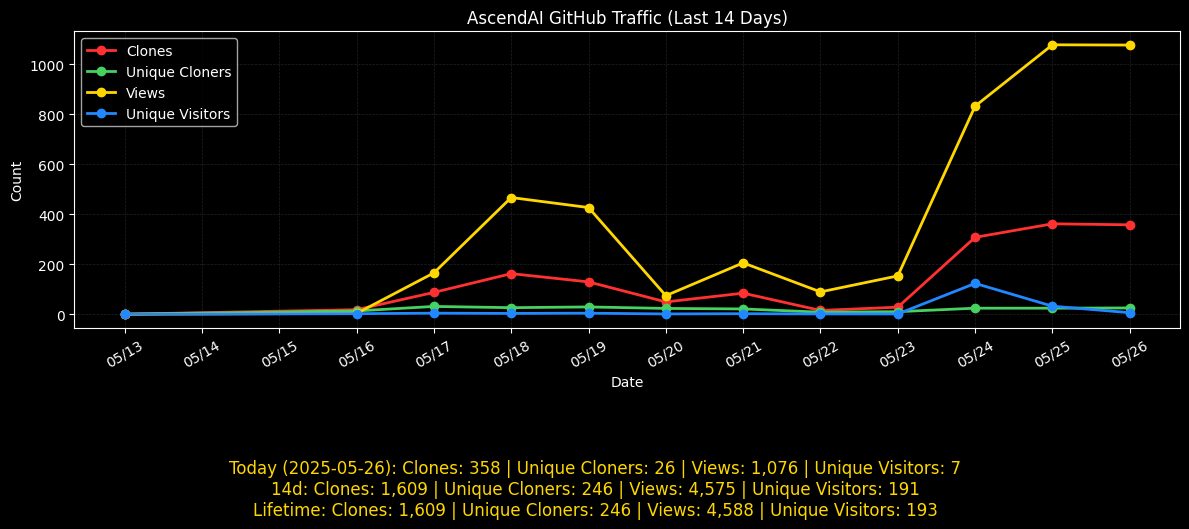 AscendAI GitHub Traffic (Last 14 Days)
Clones
Unique Cloners
Views
Unique Visitors
Count
1000
800
600
400
200
0
05/13 05/14 05/15 05/16 05/17 05/18 05/19 05/20 05/21 05/22 05/23 05/24 05/25 05/26
Date
Today (2025-05-26): Clones: 358 | Unique Cloners: 26 | Views: 1,076 | Unique Visitors: 7
14d: Clones: 1,609 | Unique Cloners: 246 | Views: 4,575 | Unique Visitors: 191
Lifetime: Clones: 1,609 | Unique Cloners: 246 | Views: 4,588 | Unique Visitors: 193